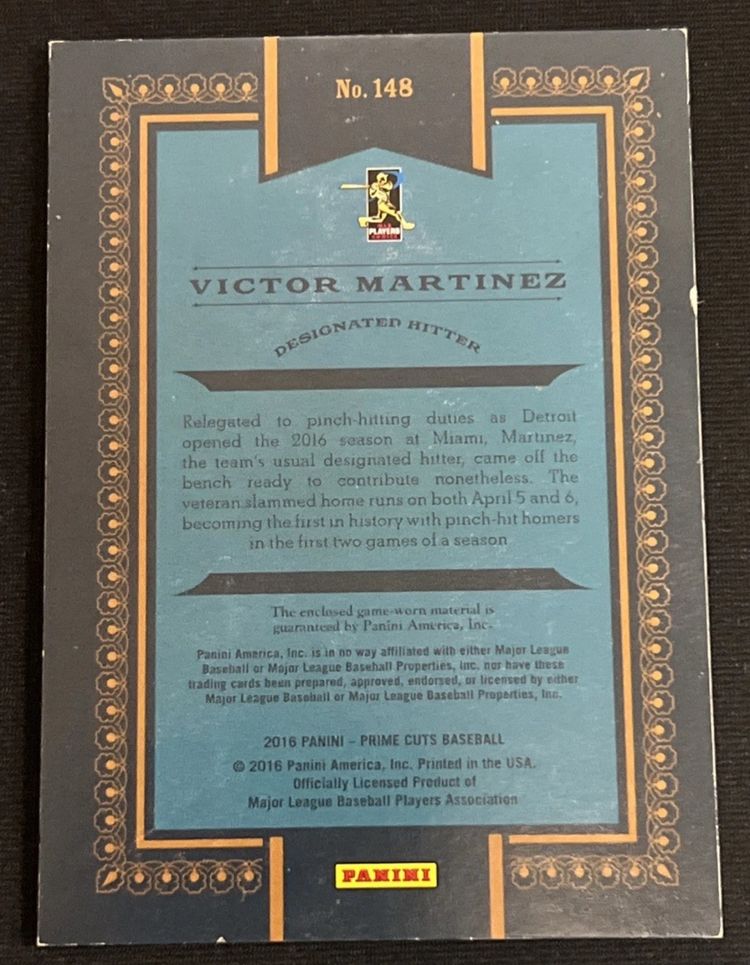 No. 148
MLB
PLAYERS
CHOICE
VICTOR MARTINEZ
DESIGNATED HITTER
Relegated to pinch-hitting duties as Detroit
opened the 2016 season at Miami, Martinez,
the team's usual designated hitter, came off the
bench ready to contribute nonetheless. The
veteran slammed home runs on both April 5 and 6,
becoming the first in history with pinch-hit homers
in the first two games of a season
The enclosed game-worn material is
guaranteed by Panini America, Inc.
Panini America, Inc. is in no way affiliated with either Major League
Baseball or Major League Baseball Properties, Inc. nor have these
trading cards been prepared, approved, endorsed, or licensed by either
Major League Baseball or Major League Baseball Properties, Inc.
2016 PANINI – PRIME CUTS BASEBALL
© 2016 Panini America, Inc. Printed in the USA.
Officially Licensed Product of
Major League Baseball Players Association
PANINI